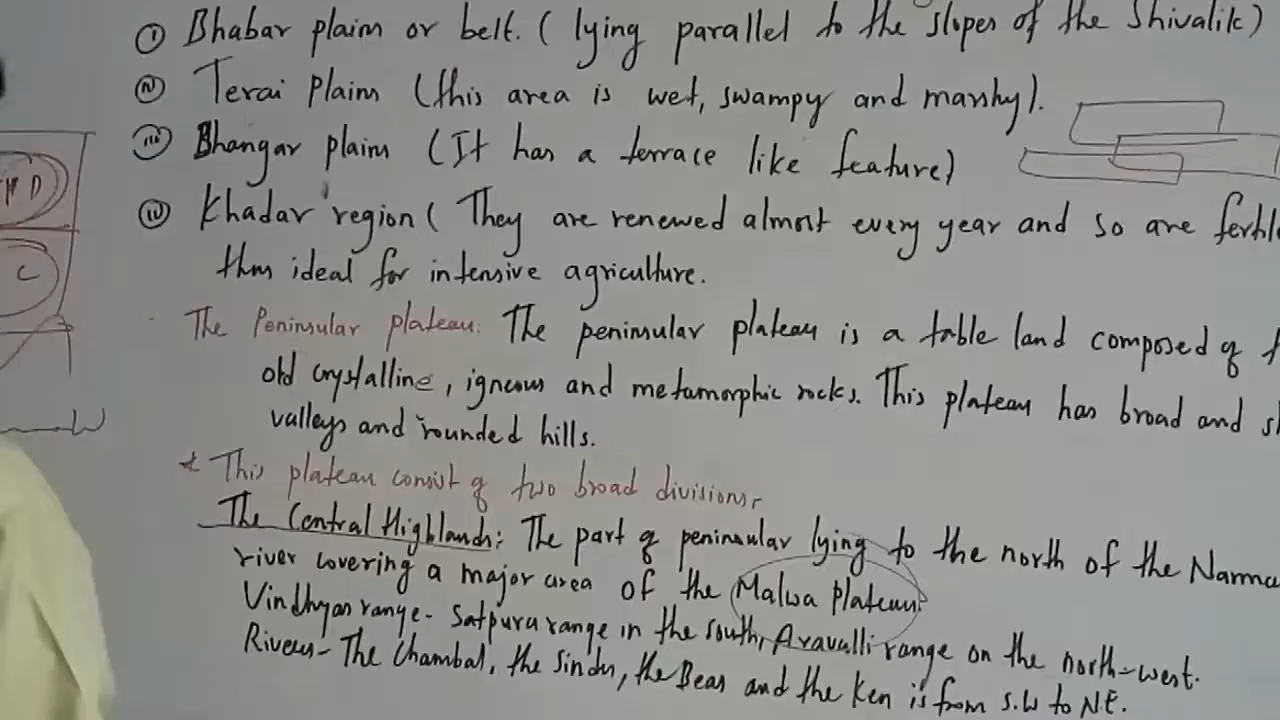 (i) Bhabar plain or belt. (lying parallel to the slopes of the Shivalik)
(ii) Terai plain (this area is wet, swampy and marshy).
(iii) Bhangar plain (It has a terrace like feature)
(iv) Khadar region (They are renewed almost every year and so are fertile
thus ideal for intensive agriculture.
The Peninsular plateau: The peninsular plateau is a table land composed of
old crystalline, igneous and metamorphic rocks. This plateau has broad and
valleys and rounded hills.
* This plateau consist of two broad divisions,
The Central Highlands: The part of peninsular lying to the north of the Narma
river covering a major area of the Malwa plateau.
Vindhyan range- Satpura range in the south, Aravalli range on the north-west.
Rivers- The Chambal, the Sindu, the Beas and the Ken is from S.W to N.E.
H D
C
W